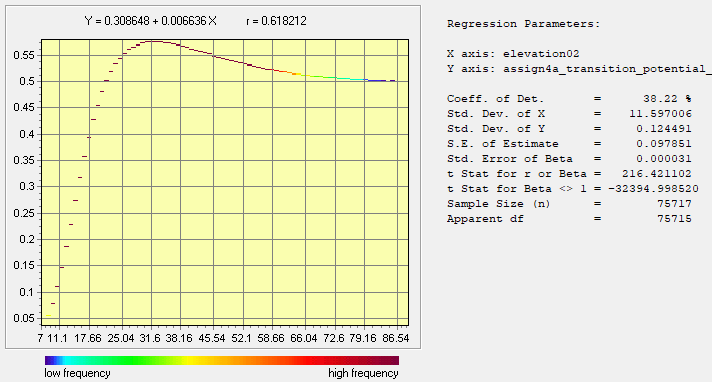 Y = 0.308648 + 0.006636 X r = 0.618212
0.55
0.5
0.45
0.4
0.35
0.3
0.25
0.2
0.15
0.1
0.05
7 11.1 17.66 25.04 31.6 38.16 45.54 52.1 58.66 66.04 72.6 79.16 86.54
low frequency high frequency
Regression Parameters:
X axis: elevation02
Y axis: assign4a_transition_potential_
Coeff. of Det. = 38.22 %
Std. Dev. of X = 11.597006
Std. Dev. of Y = 0.124491
S.E. of Estimate = 0.097851
Std. Error of Beta = 0.000031
t Stat for r or Beta = 216.421102
t Stat for Beta <> 1 = -32394.998520
Sample Size (n) = 75717
Apparent df = 75715